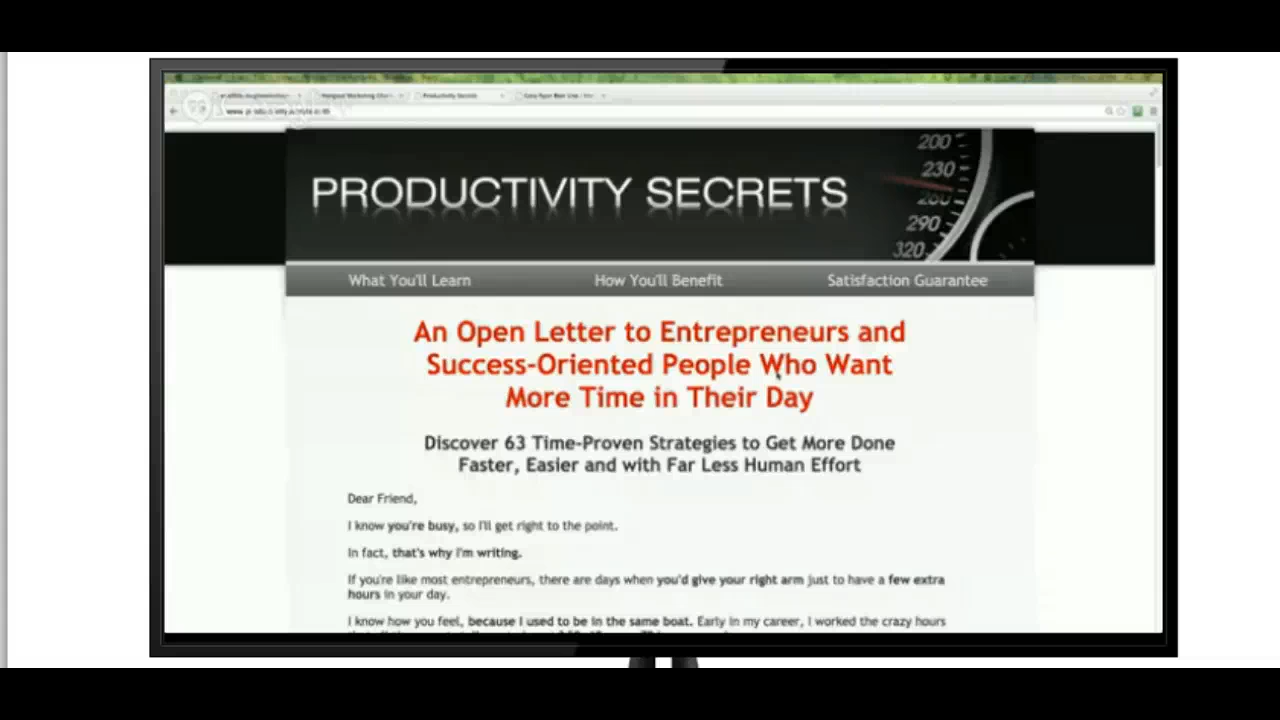 Productivity Secrets
PRODUCTIVITY SECRETS
200
230
260
290
320
What You'll Learn
How You'll Benefit
Satisfaction Guarantee
An Open Letter to Entrepreneurs and
Success-Oriented People Who Want
More Time in Their Day
Discover 63 Time-Proven Strategies to Get More Done
Faster, Easier and with Far Less Human Effort
Dear Friend,
I know you're busy, so I'll get right to the point.
In fact, that's why I'm writing.
If you're like most entrepreneurs, there are days when you'd give your right arm just to have a few extra
hours in your day.
I know how you feel, because I used to be in the same boat. Early in my career, I worked the crazy hours